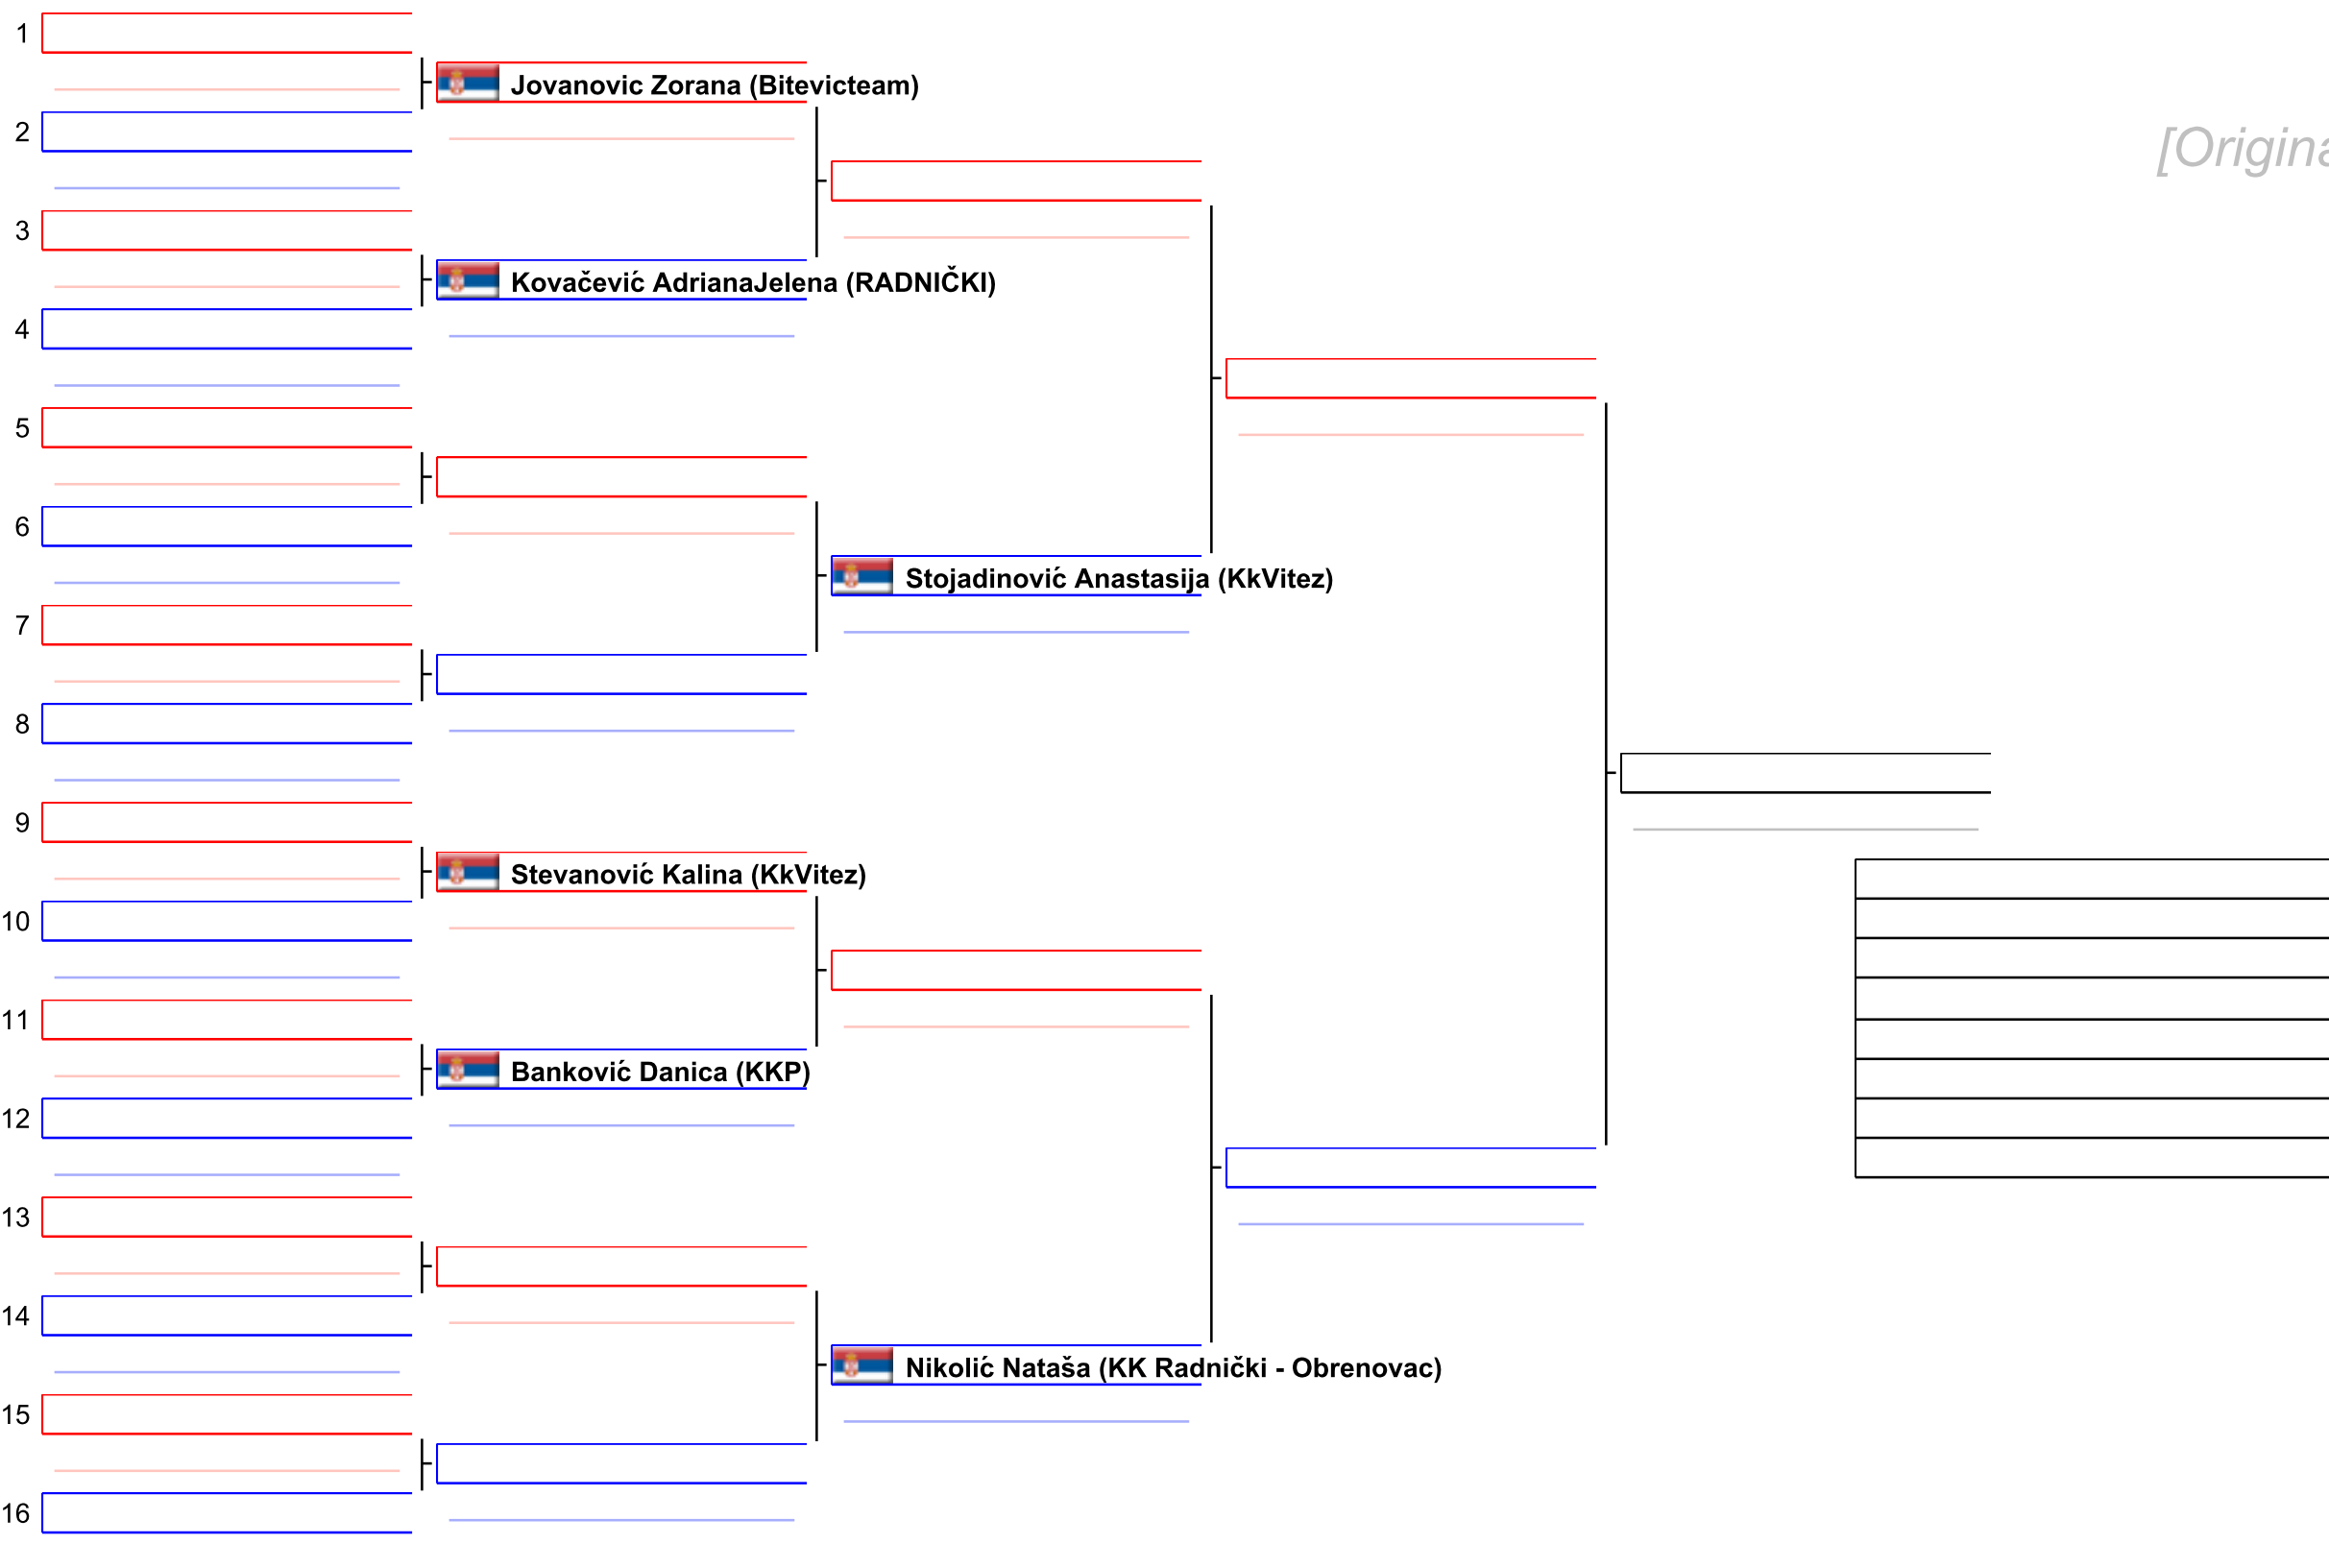 1
Jovanovic Zorana (Bitevicteam)
2
[Origina
3
Kovačević AdrianaJelena (RADNIČKI)
4
5
6
Stojadinović Anastasija (KkVitez)
7
8
9
Stevanović Kalina (KkVitez)
10
11
Banković Danica (KKP)
12
13
14
Nikolić Nataša (KK Radnički - Obrenovac)
15
16